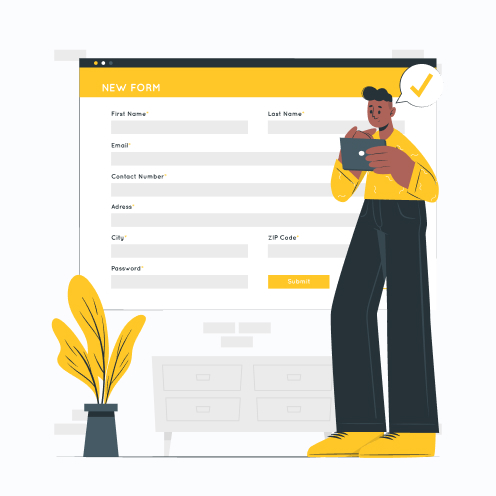 NEW FORM
First Name* Last Name*
Email*
Contact Number*
Adress*
City* ZIP Code*
Password*
Submit